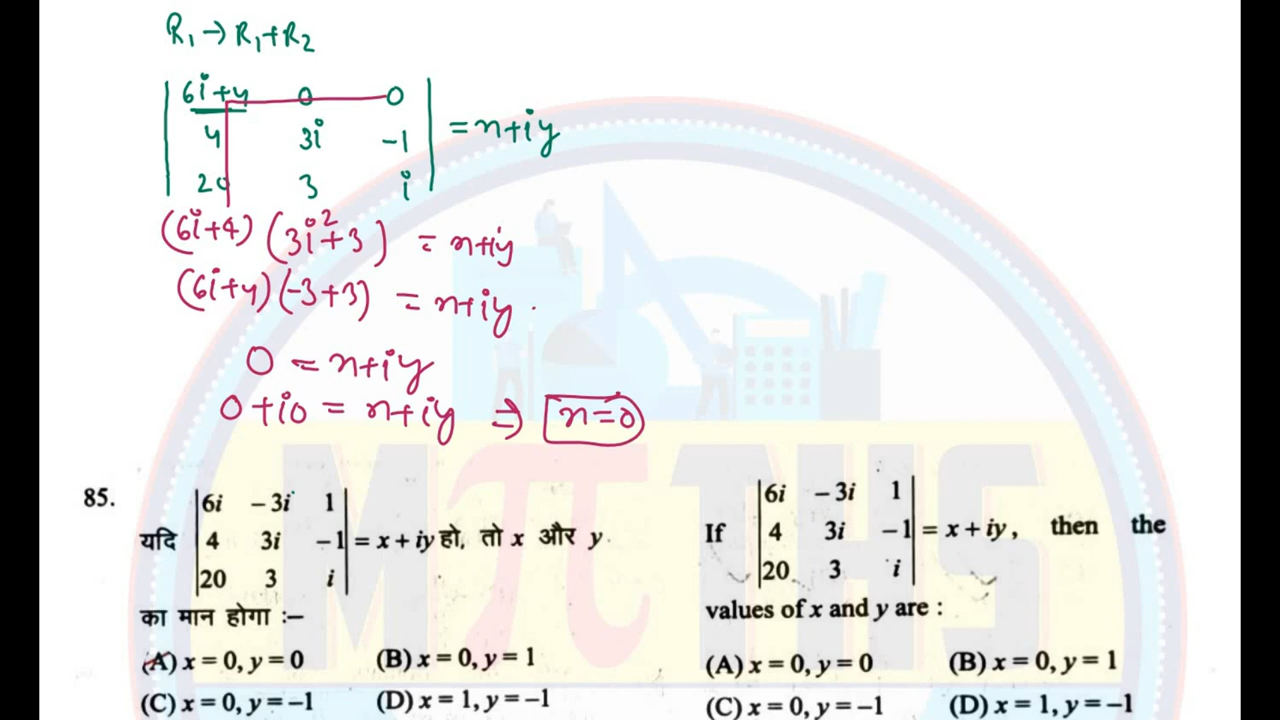 R₁→R₁+R₂
|6i+4 0 0|
|4 3i -1| = x+iy
|20 3 i|
(6i+4)(3i²+3) = x+iy
(6i+4)(-3+3) = x+iy.
0 = x+iy
0+i0 = x+iy ⇒ x=0
85.
यदि |6i -3i 1|
|4 3i -1| = x + iy हो, तो x और y
|20 3 i|
का मान होगा :–
(A) x = 0, y = 0 (B) x = 0, y = 1
(C) x = 0, y = –1 (D) x = 1, y = –1
If |6i -3i 1|
|4 3i -1| = x + iy, then the
|20 3 i|
values of x and y are :
(A) x = 0, y = 0 (B) x = 0, y = 1
(C) x = 0, y = –1 (D) x = 1, y = –1
MπTHS